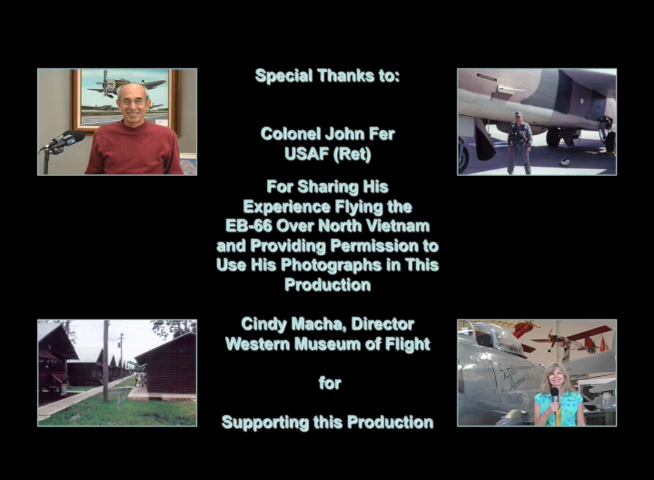 Special Thanks to:
Colonel John Fer
USAF (Ret)
For Sharing His
Experience Flying the
EB-66 Over North Vietnam
and Providing Permission to
Use His Photographs in This
Production
Cindy Macha, Director
Western Museum of Flight
for
Supporting this Production